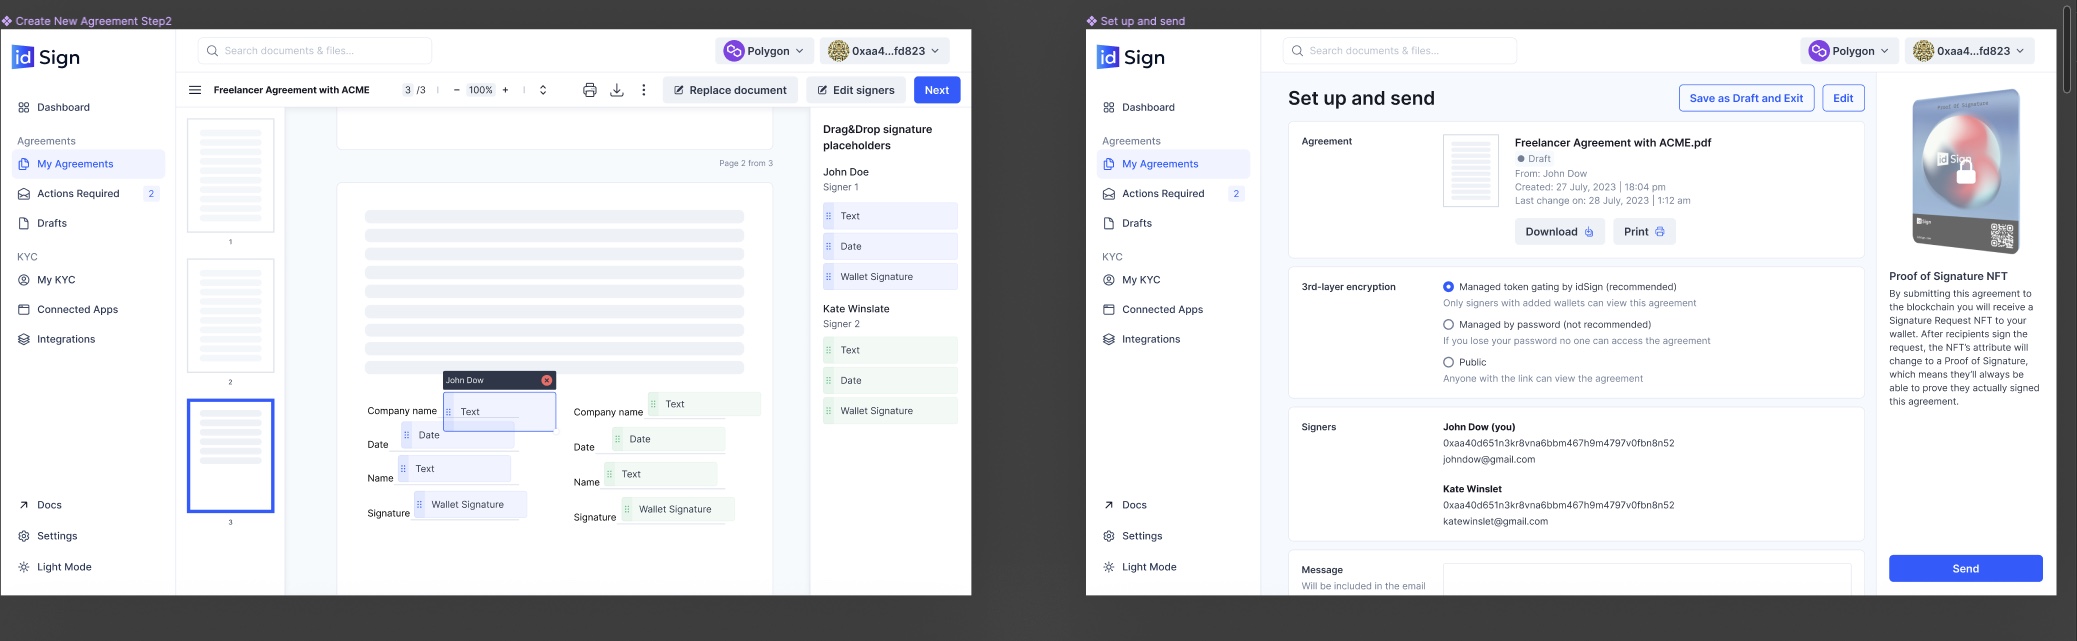 Create New Agreement Step2
id Sign
Search documents & files...
Polygon
0xaa4...fd823
Freelancer Agreement with ACME
3 /3
100%
Replace document
Edit signers
Next
Dashboard
Agreements
My Agreements
Actions Required 2
Drafts
KYC
My KYC
Connected Apps
Integrations
Docs
Settings
Light Mode
1
2
3
Page 2 from 3
John Dow
Company name Text
Date Date
Name Text
Signature Wallet Signature
Company name Text
Date Date
Name Text
Signature Wallet Signature
Drag&Drop signature
placeholders
John Doe
Signer 1
Text
Date
Wallet Signature
Kate Winslate
Signer 2
Text
Date
Wallet Signature
Set up and send
id Sign
Search documents & files...
Polygon
0xaa4...fd823
Dashboard
Agreements
My Agreements
Actions Required 2
Drafts
KYC
My KYC
Connected Apps
Integrations
Docs
Settings
Light Mode
Set up and send
Save as Draft and Exit
Edit
Agreement
Freelancer Agreement with ACME.pdf
Draft
From: John Dow
Created: 27 July, 2023 | 18:04 pm
Last change on: 28 July, 2023 | 1:12 am
Download
Print
3rd-layer encryption
Managed token gating by idSign (recommended)
Only signers with added wallets can view this agreement
Managed by password (not recommended)
If you lose your password no one can access the agreement
Public
Anyone with the link can view the agreement
Signers
John Dow (you)
0xaa40d651n3kr8vna6bbm467h9m4797v0fbn8n52
johndow@gmail.com
Kate Winslet
0xaa40d651n3kr8vna6bbm467h9m4797v0fbn8n52
katewinslet@gmail.com
Message
Will be included in the email
Proof of Signature
id Sign
Sign
Proof of Signature NFT
By submitting this agreement to
the blockchain you will receive a
Signature Request NFT to your
wallet. After recipients sign the
request, the NFT's attribute will
change to a Proof of Signature,
which means they'll always be
able to prove they actually signed
this agreement.
Send